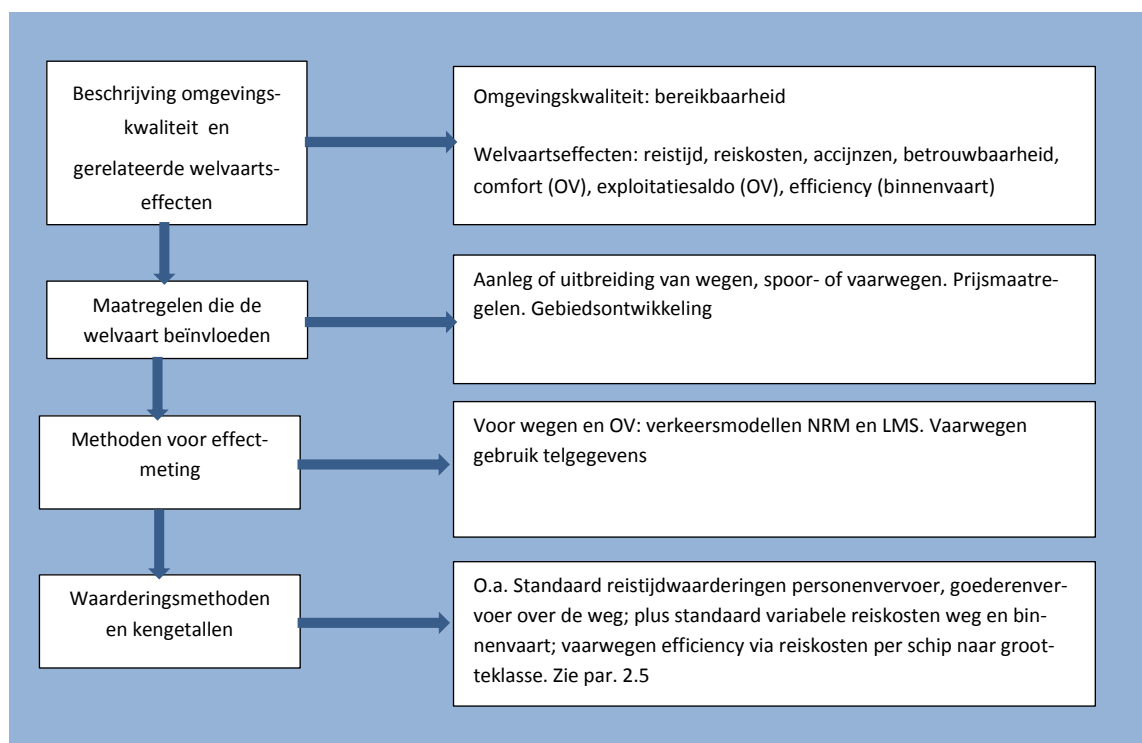 Beschrijving omgevings-
kwaliteit en
gerelateerde welvaarts-
effecten
Omgevingskwaliteit: bereikbaarheid
Welvaartseffecten: reistijd, reiskosten, accijnzen, betrouwbaarheid,
comfort (OV), exploitatiesaldo (OV), efficiency (binnenvaart)
Maatregelen die de
welvaart beïnvloeden
Aanleg of uitbreiding van wegen, spoor- of vaarwegen. Prijsmaatre-
gelen. Gebiedsontwikkeling
Methoden voor effect-
meting
Voor wegen en OV: verkeersmodellen NRM en LMS. Vaarwegen
gebruik telgegevens
Waarderingsmethoden
en kengetallen
O.a. Standaard reistijdwaarderingen personenvervoer, goederenver-
voer over de weg; plus standaard variabele reiskosten weg en bin-
nenvaart; vaarwegen efficiency via reiskosten per schip naar groot-
teklasse. Zie par. 2.5